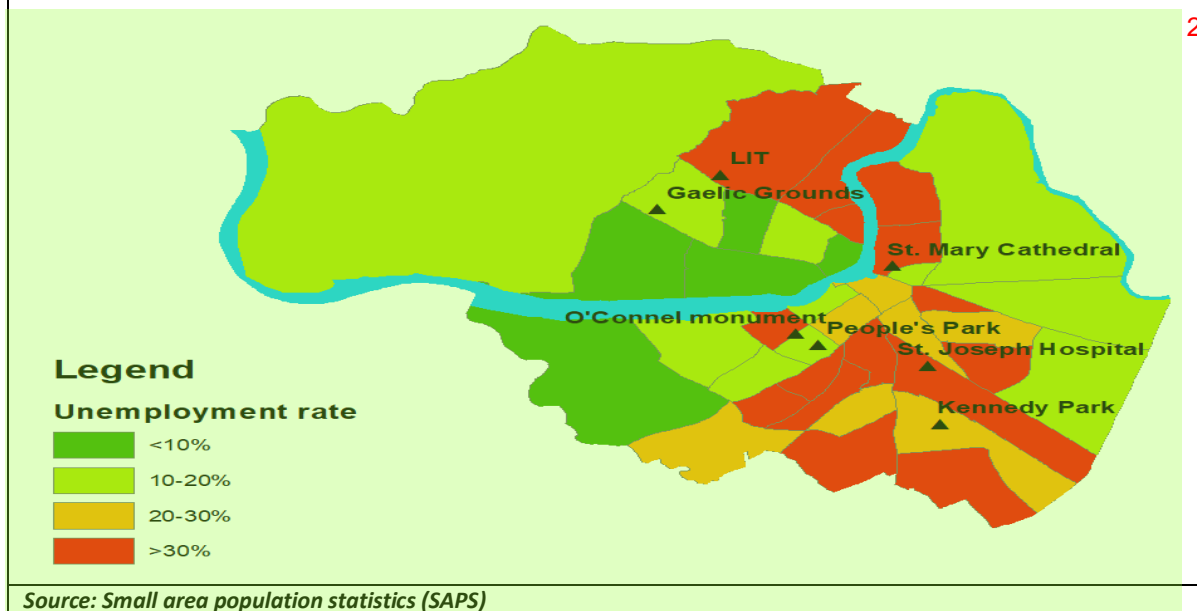 2
LIT
Gaelic Grounds
St. Mary Cathedral
O'Connel monument
People's Park
St. Joseph Hospital
Kennedy Park
Legend
Unemployment rate
<10%
10-20%
20-30%
>30%
Source: Small area population statistics (SAPS)